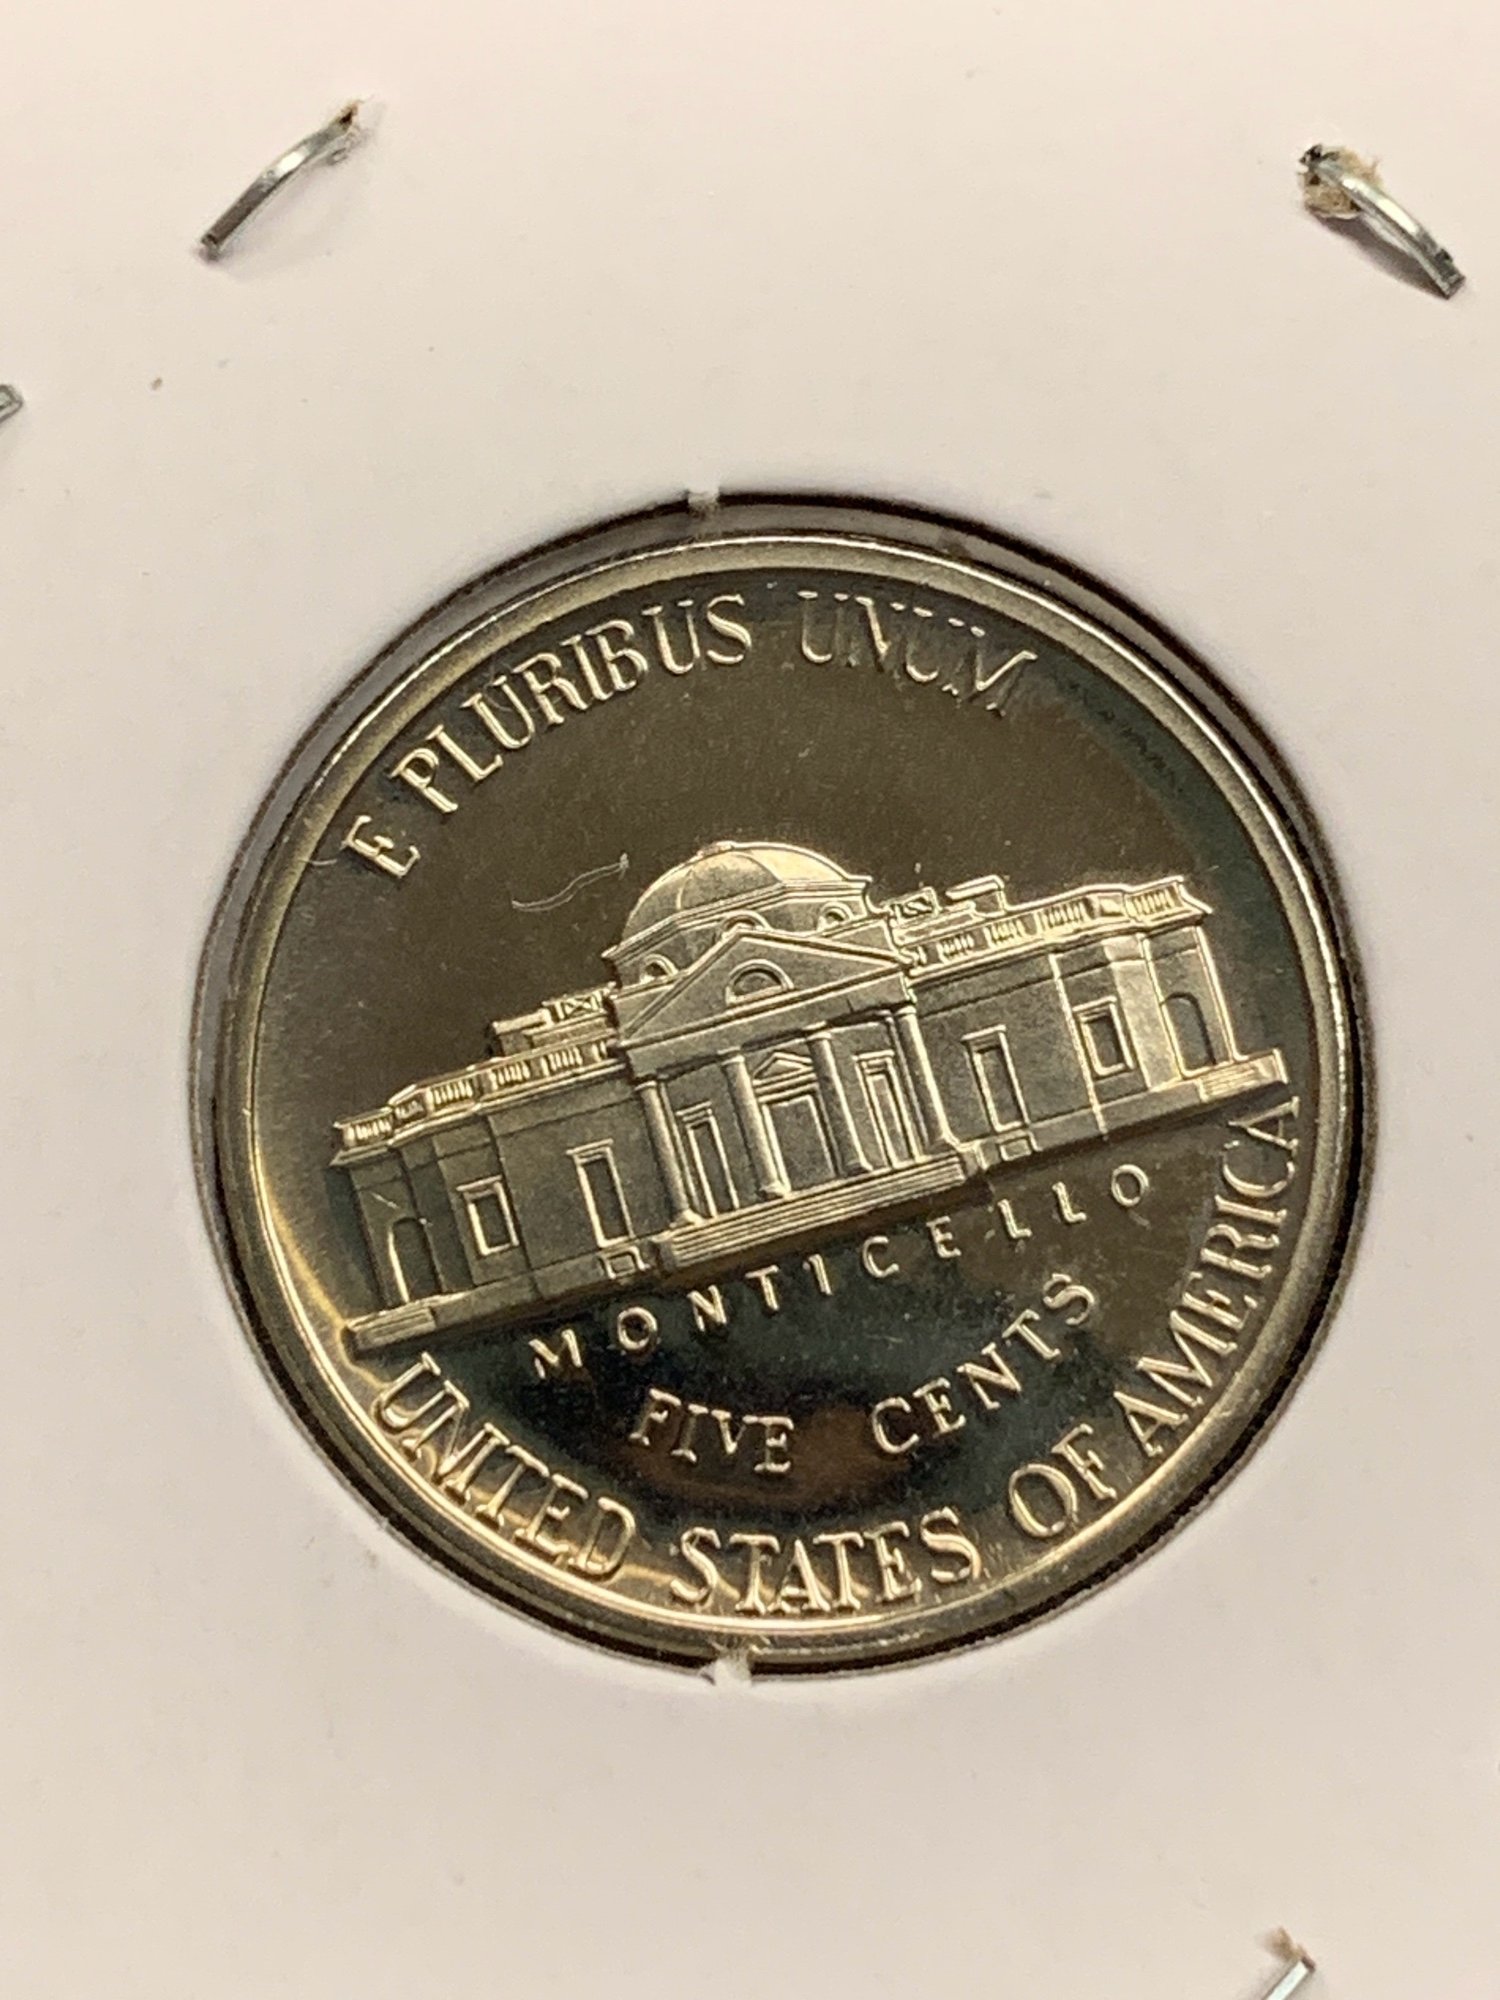 E PLURIBUS UNUM
MONTICELLO
FIVE CENTS
UNITED STATES OF AMERICA